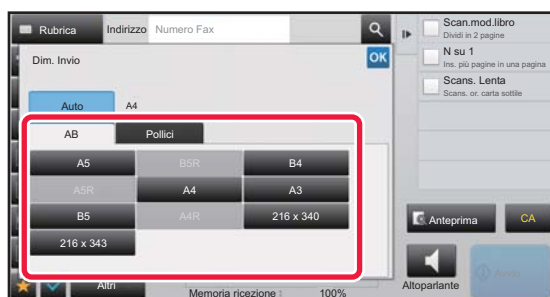 Rubrica
Indirizzo
Numero Fax
Dim. Invio
OK
Auto
A4
AB
Pollici
A5
B5R
B4
A5R
A4
A3
B5
A4R
216 x 340
216 x 343
Altri
Memoria ricezione :
100%
Scan.mod.libro
Dividi in 2 pagine
N su 1
Ins. più pagine in una pagina
Scans. Lenta
Scans. or. carta sottile
Anteprima
CA
Altoparlante
Avvio